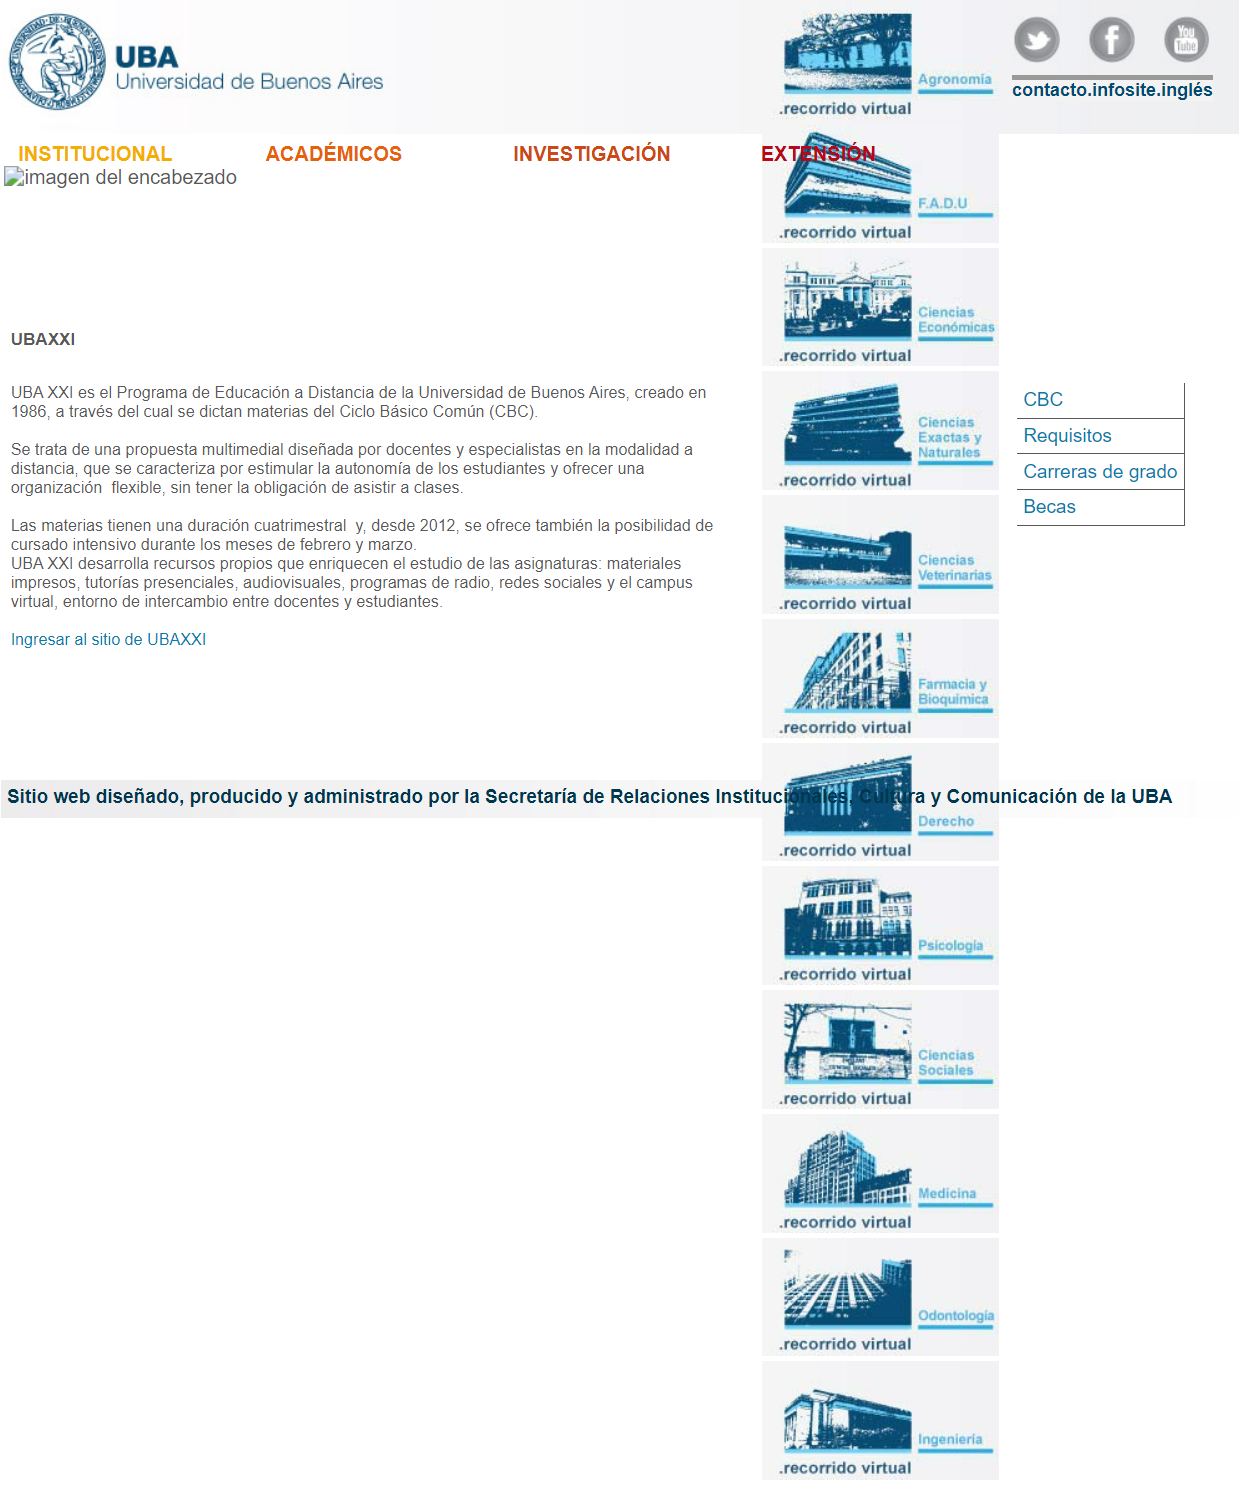 UBA
Universidad de Buenos Aires
Agronomía
.recorrido virtual
You
Tube
contacto.infosite.inglés
INSTITUCIONAL
ACADÉMICOS
INVESTIGACIÓN
EXTENSIÓN
imagen del encabezado
F.A.D.U
.recorrido virtual
Ciencias
Económicas
.recorrido virtual
UBAXXI
UBA XXI es el Programa de Educación a Distancia de la Universidad de Buenos Aires, creado en
1986, a través del cual se dictan materias del Ciclo Básico Común (CBC).
Se trata de una propuesta multimedial diseñada por docentes y especialistas en la modalidad a
distancia, que se caracteriza por estimular la autonomía de los estudiantes y ofrecer una
organización  flexible, sin tener la obligación de asistir a clases.
Las materias tienen una duración cuatrimestral  y, desde 2012, se ofrece también la posibilidad de
cursado intensivo durante los meses de febrero y marzo.
UBA XXI desarrolla recursos propios que enriquecen el estudio de las asignaturas: materiales
impresos, tutorías presenciales, audiovisuales, programas de radio, redes sociales y el campus
virtual, entorno de intercambio entre docentes y estudiantes.
Ingresar al sitio de UBAXXI
Ciencias
Exactas y
Naturales
.recorrido virtual
CBC
Requisitos
Carreras de grado
Becas
Ciencias
Veterinarias
.recorrido virtual
Farmacia y
Bioquímica
.recorrido virtual
Sitio web diseñado, producido y administrado por la Secretaría de Relaciones Institucionales, Cultura y Comunicación de la UBA
Derecho
.recorrido virtual
Psicología
.recorrido virtual
Ciencias
Sociales
.recorrido virtual
Medicina
.recorrido virtual
Odontología
.recorrido virtual
Ingeniería
.recorrido virtual